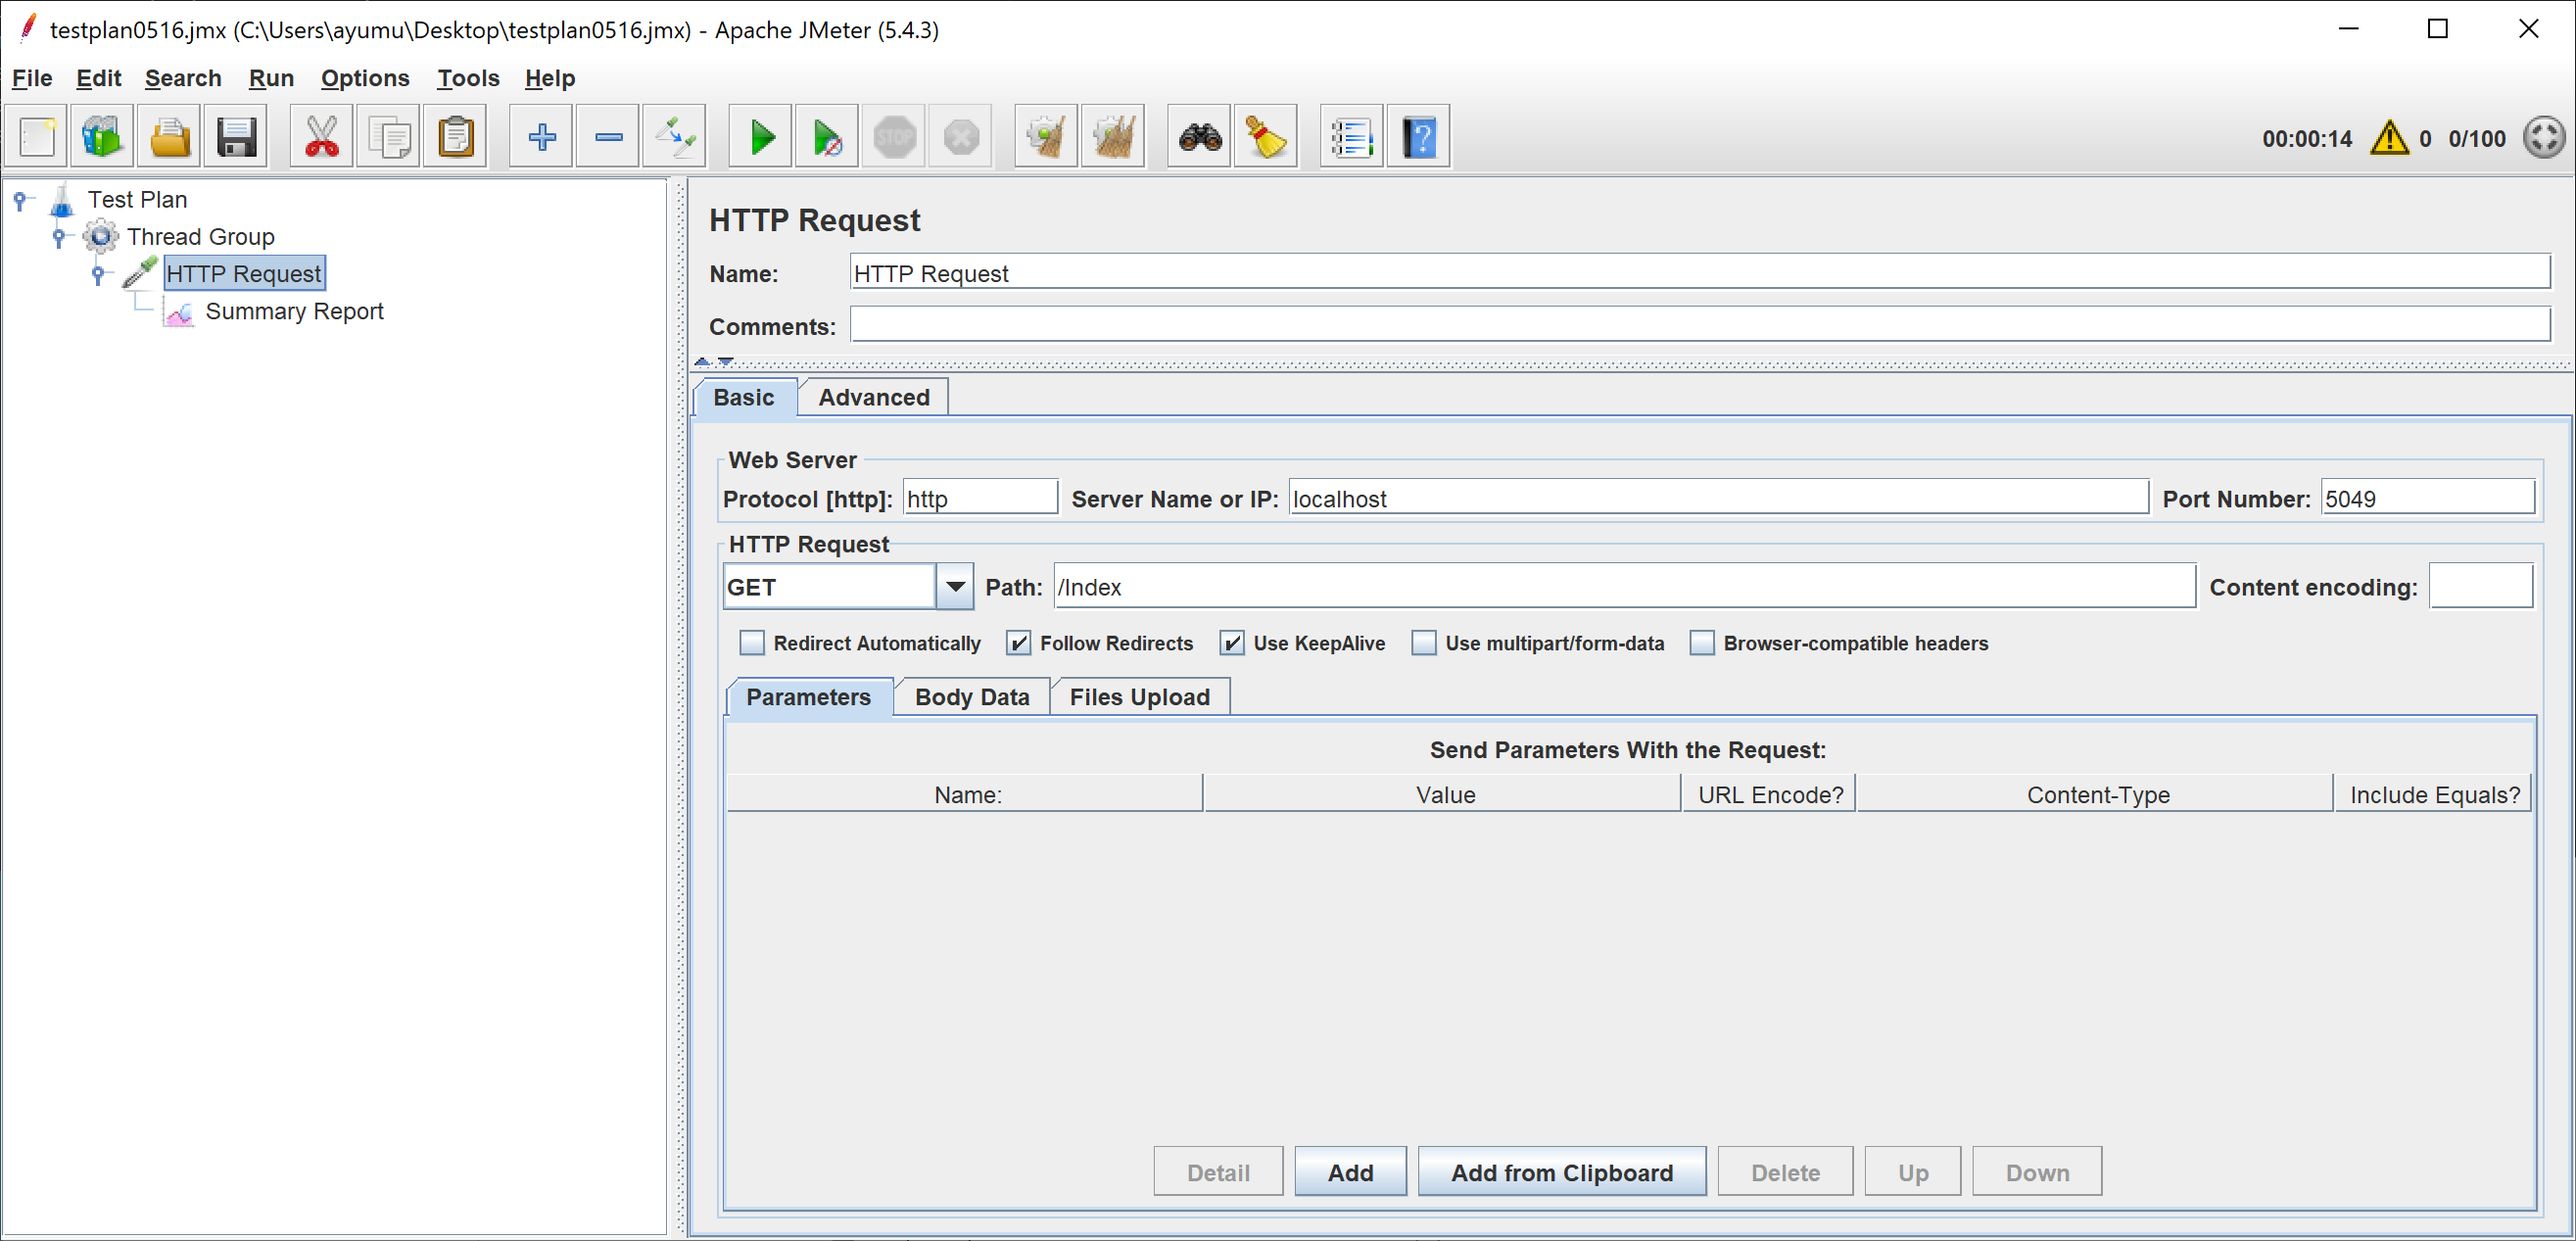 testplan0516.jmx (C:\Users\ayumu\Desktop\testplan0516.jmx) - Apache JMeter (5.4.3)
File Edit Search Run Options Tools Help
STOP
00:00:14 0 0/100
Test Plan
Thread Group
HTTP Request
Summary Report
HTTP Request
Name: HTTP Request
Comments:
Basic Advanced
Web Server
Protocol [http]: http Server Name or IP: localhost Port Number: 5049
HTTP Request
GET Path: /Index Content encoding:
Redirect Automatically Follow Redirects Use KeepAlive Use multipart/form-data Browser-compatible headers
Parameters Body Data Files Upload
Send Parameters With the Request:
Name: Value URL Encode? Content-Type Include Equals?
Detail Add Add from Clipboard Delete Up Down